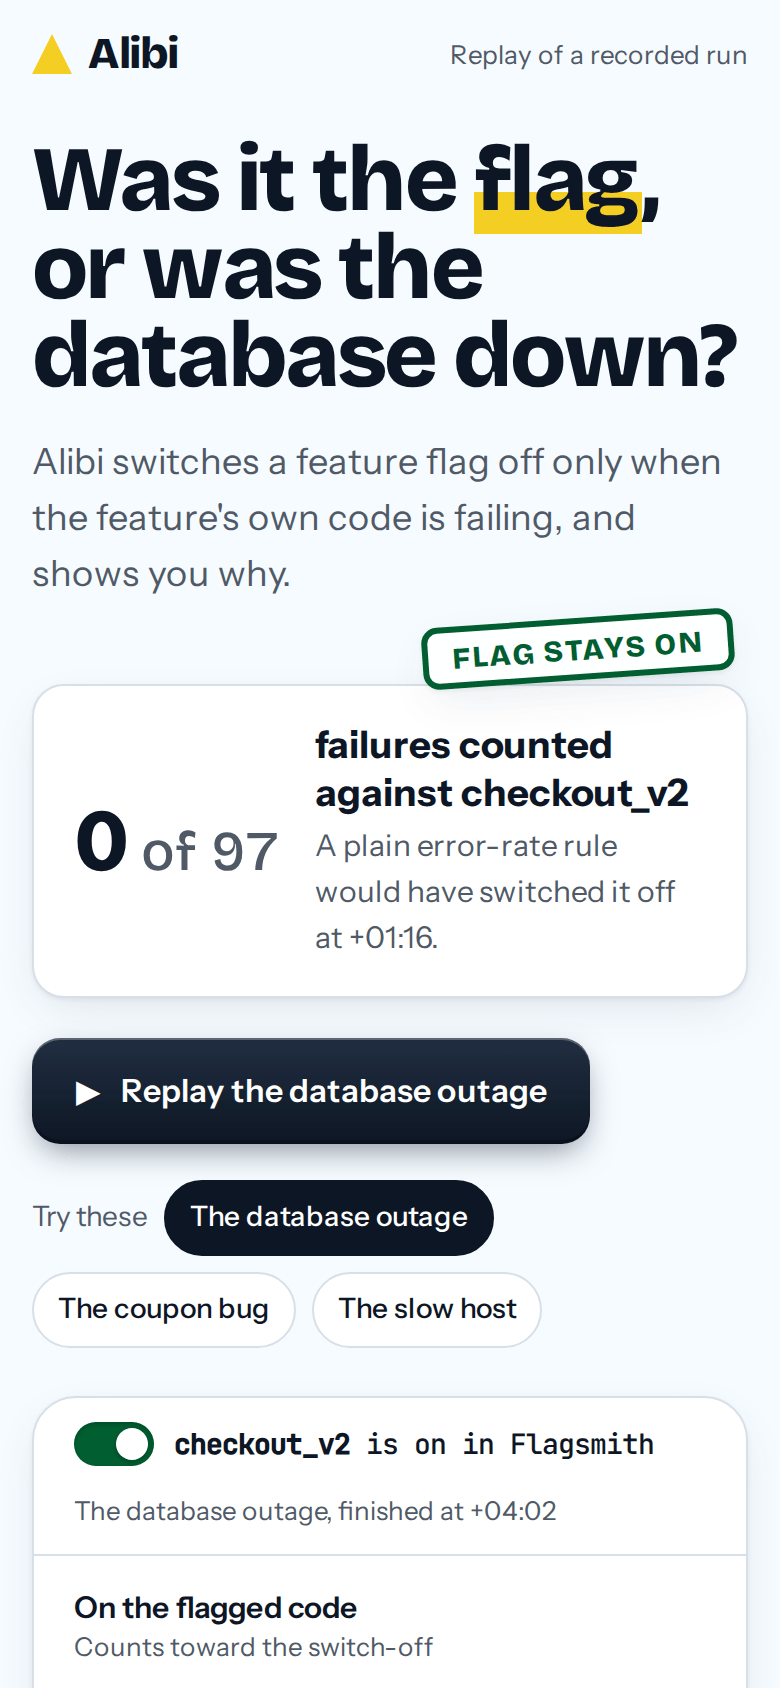 Alibi
Replay of a recorded run
Was it the flag,
or was the
database down?
Alibi switches a feature flag off only when
the feature's own code is failing, and
shows you why.
FLAG STAYS ON
0 of 97
failures counted
against checkout_v2
A plain error-rate rule
would have switched it off
at +01:16.
▶ Replay the database outage
Try these
The database outage
The coupon bug
The slow host
checkout_v2 is on in Flagsmith
The database outage, finished at +04:02
On the flagged code
Counts toward the switch-off